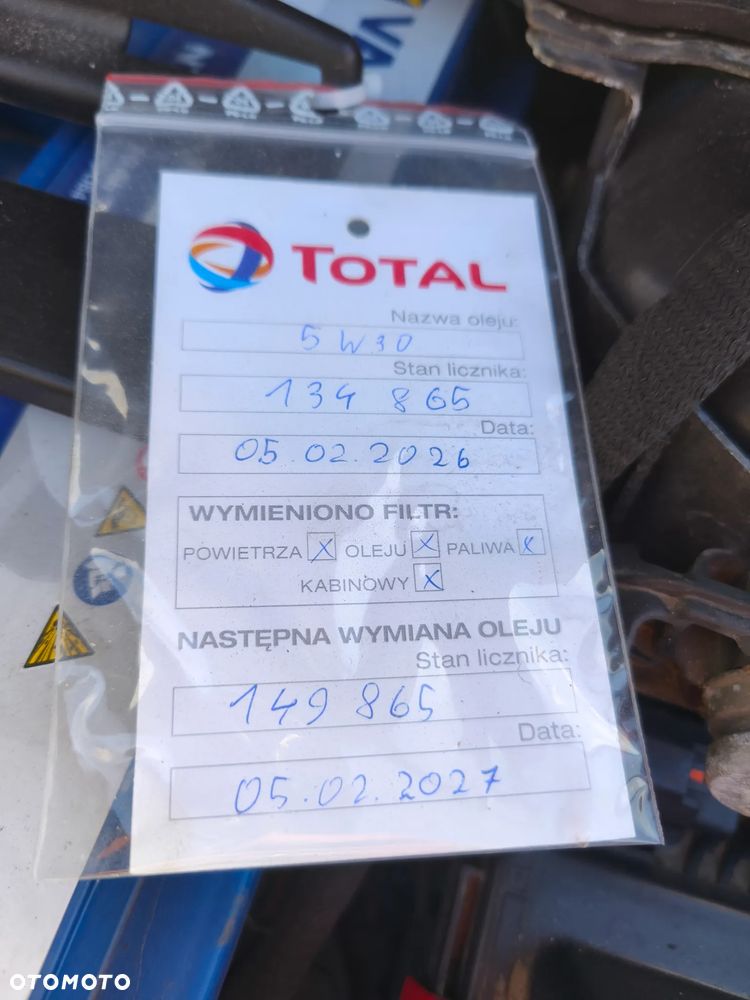 VA
TOTAL
Nazwa oleju:
5W30
Stan licznika:
134 865
Data:
05.02.2026
WYMIENIONO FILTR:
POWIETRZA X OLEJU X PALIWA X
KABINOWY X
NASTĘPNA WYMIANA OLEJU
Stan licznika:
149 865
Data:
05.02.2027
OTOMOTO